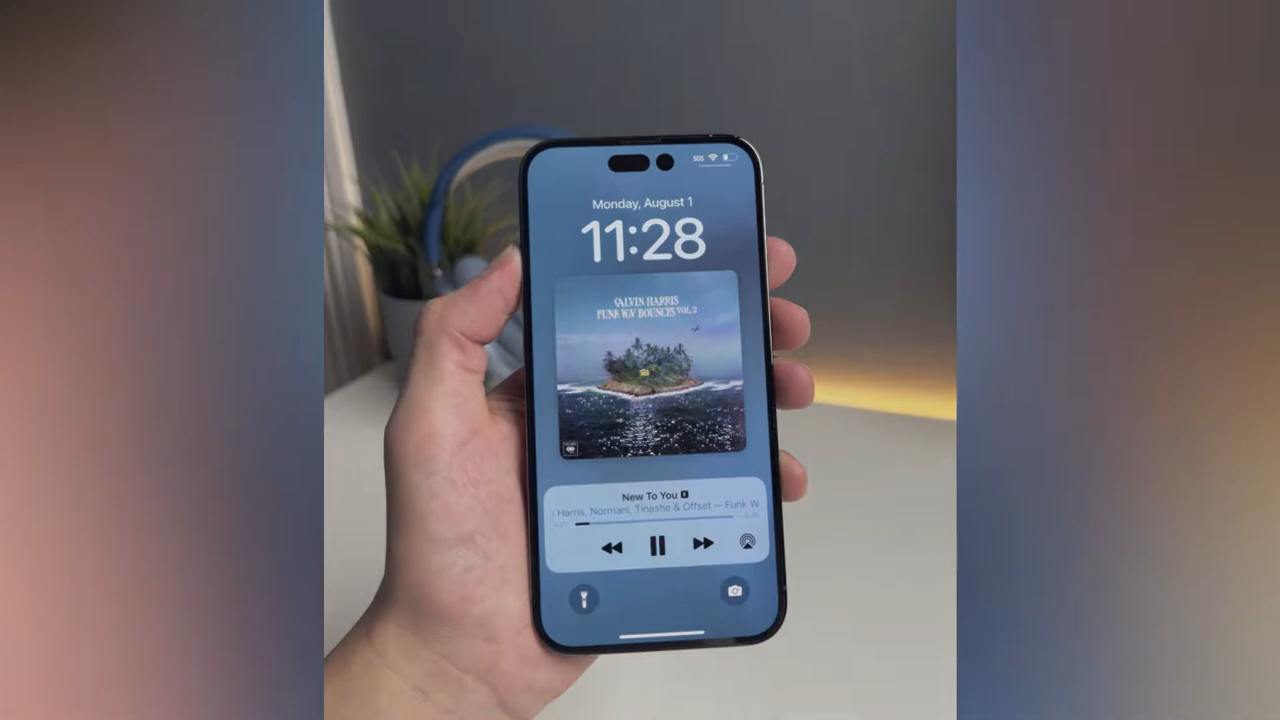 SOS
Monday, August 1
11:28
CALVIN HARRIS
FUNK WAV BOUNCES VOL. 2
New To You E
Harris, Normani, Tinashe & Offset — Funk W